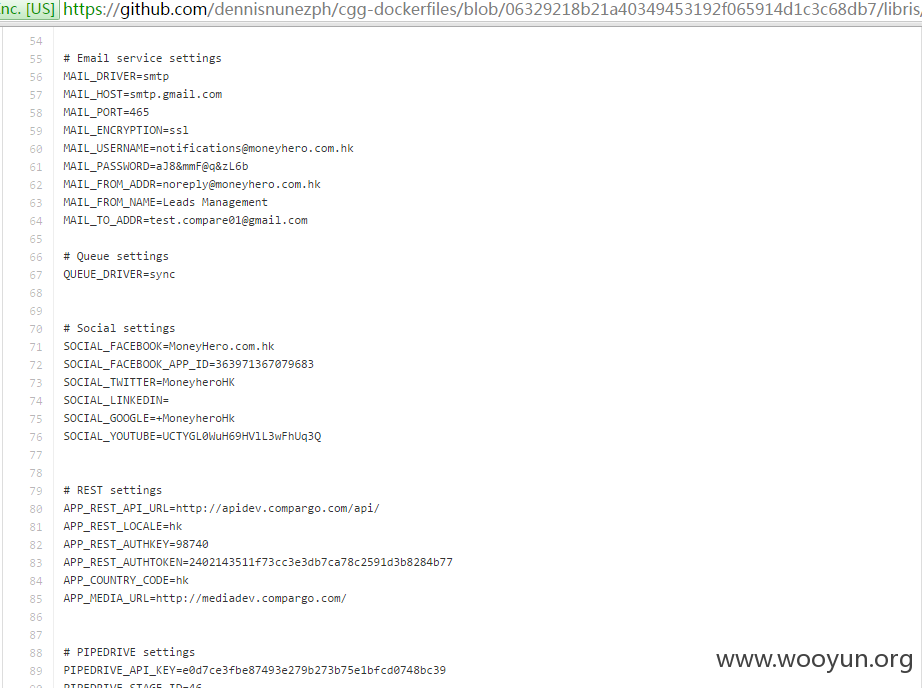 nc. [US] https://github.com/dennisnunezph/cgg-dockerfiles/blob/06329218b21a40349453192f065914d1c3c68db7/libris/
54
55 # Email service settings
56 MAIL_DRIVER=smtp
57 MAIL_HOST=smtp.gmail.com
58 MAIL_PORT=465
59 MAIL_ENCRYPTION=ssl
60 MAIL_USERNAME=notifications@moneyhero.com.hk
61 MAIL_PASSWORD=aJ8&mmF@q&zL6b
62 MAIL_FROM_ADDR=noreply@moneyhero.com.hk
63 MAIL_FROM_NAME=Leads Management
64 MAIL_TO_ADDR=test.compare01@gmail.com
65
66 # Queue settings
67 QUEUE_DRIVER=sync
68
69
70 # Social settings
71 SOCIAL_FACEBOOK=MoneyHero.com.hk
72 SOCIAL_FACEBOOK_APP_ID=363971367079683
73 SOCIAL_TWITTER=MoneyheroHK
74 SOCIAL_LINKEDIN=
75 SOCIAL_GOOGLE=+MoneyheroHk
76 SOCIAL_YOUTUBE=UCTYGL0WuH69HVlL3wFhUq3Q
77
78
79 # REST settings
80 APP_REST_API_URL=http://apidev.compargo.com/api/
81 APP_REST_LOCALE=hk
82 APP_REST_AUTHKEY=98740
83 APP_REST_AUTHTOKEN=2402143511f73cc3e3db7ca78c2591d3b8284b77
84 APP_COUNTRY_CODE=hk
85 APP_MEDIA_URL=http://mediadev.compargo.com/
86
87
88 # PIPEDRIVE settings
89 PIPEDRIVE_API_KEY=e0d7ce3fbe87493e279b273b75e1bfcd0748bc39
90 PIPEDRIVE_STAGE_ID=46
www.wooyun.org